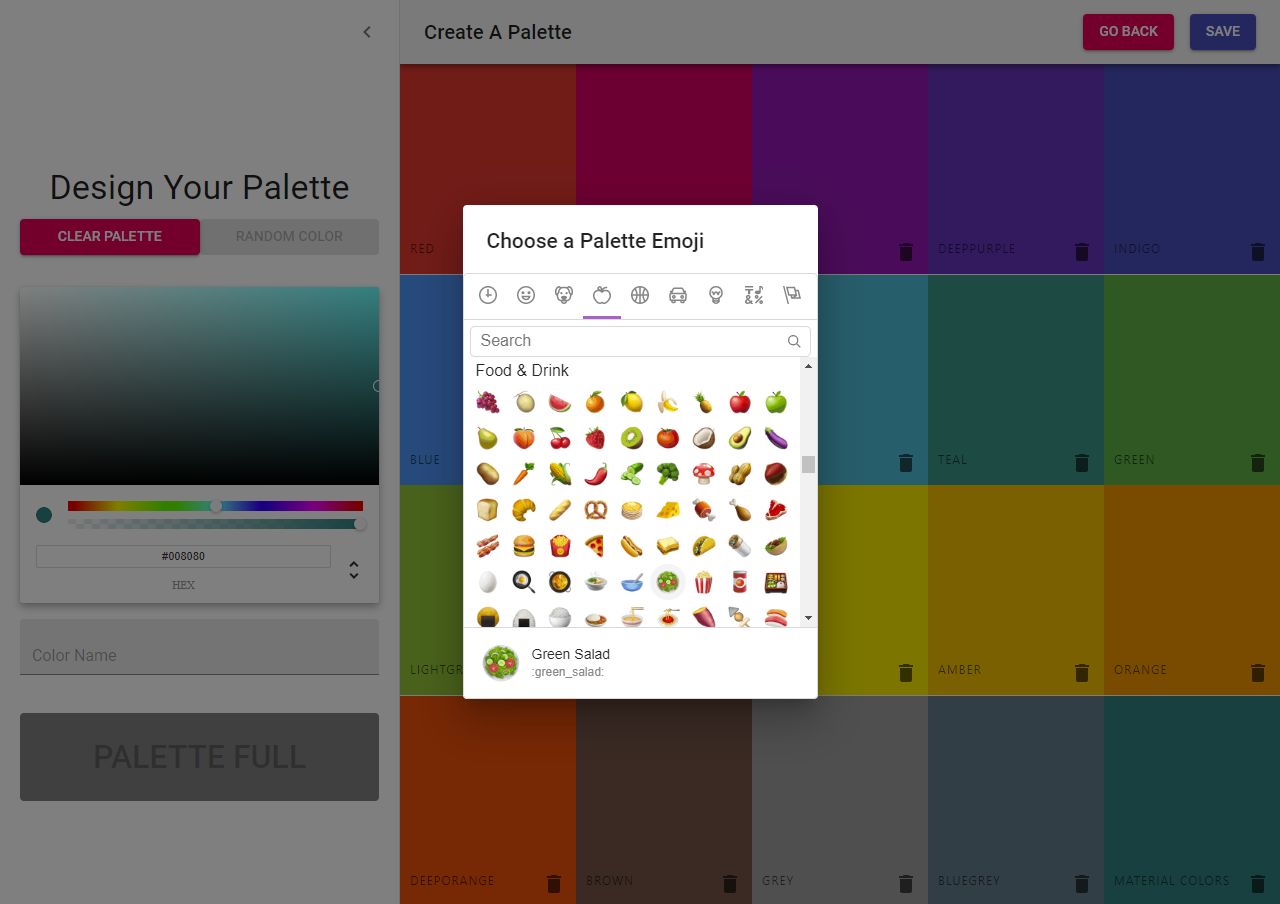 Create A Palette
GO BACK
SAVE
Design Your Palette
CLEAR PALETTE
RANDOM COLOR
#008080
HEX
Color Name
PALETTE FULL
RED
DEEPPURPLE
INDIGO
BLUE
TEAL
GREEN
LIGHTGR
AMBER
ORANGE
DEEPORANGE
BROWN
GREY
BLUEGREY
MATERIAL COLORS
Choose a Palette Emoji
Search
Food & Drink
Green Salad
:green_salad: